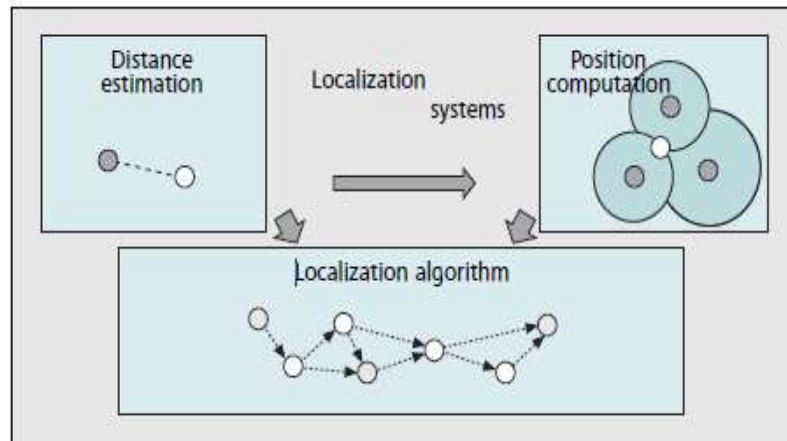 Distance
estimation
Localization
systems
Position
computation
Localization algorithm